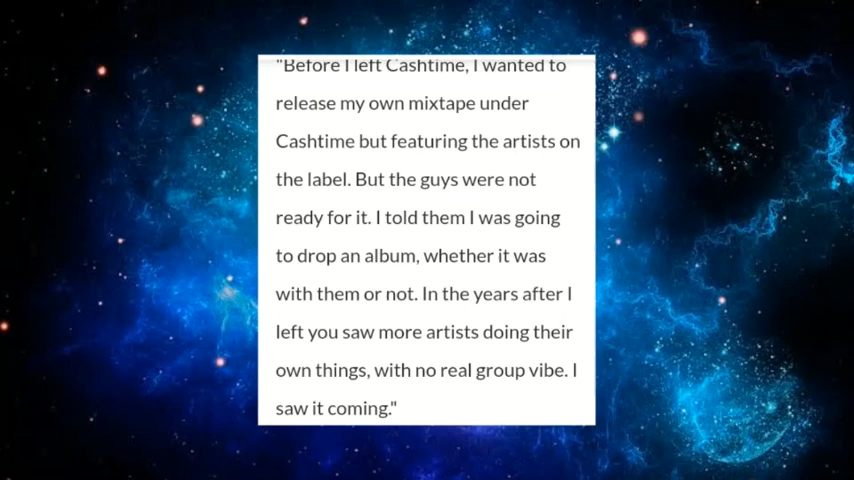 "Before I left Cashtime, I wanted to
release my own mixtape under
Cashtime but featuring the artists on
the label. But the guys were not
ready for it. I told them I was going
to drop an album, whether it was
with them or not. In the years after I
left you saw more artists doing their
own things, with no real group vibe. I
saw it coming."